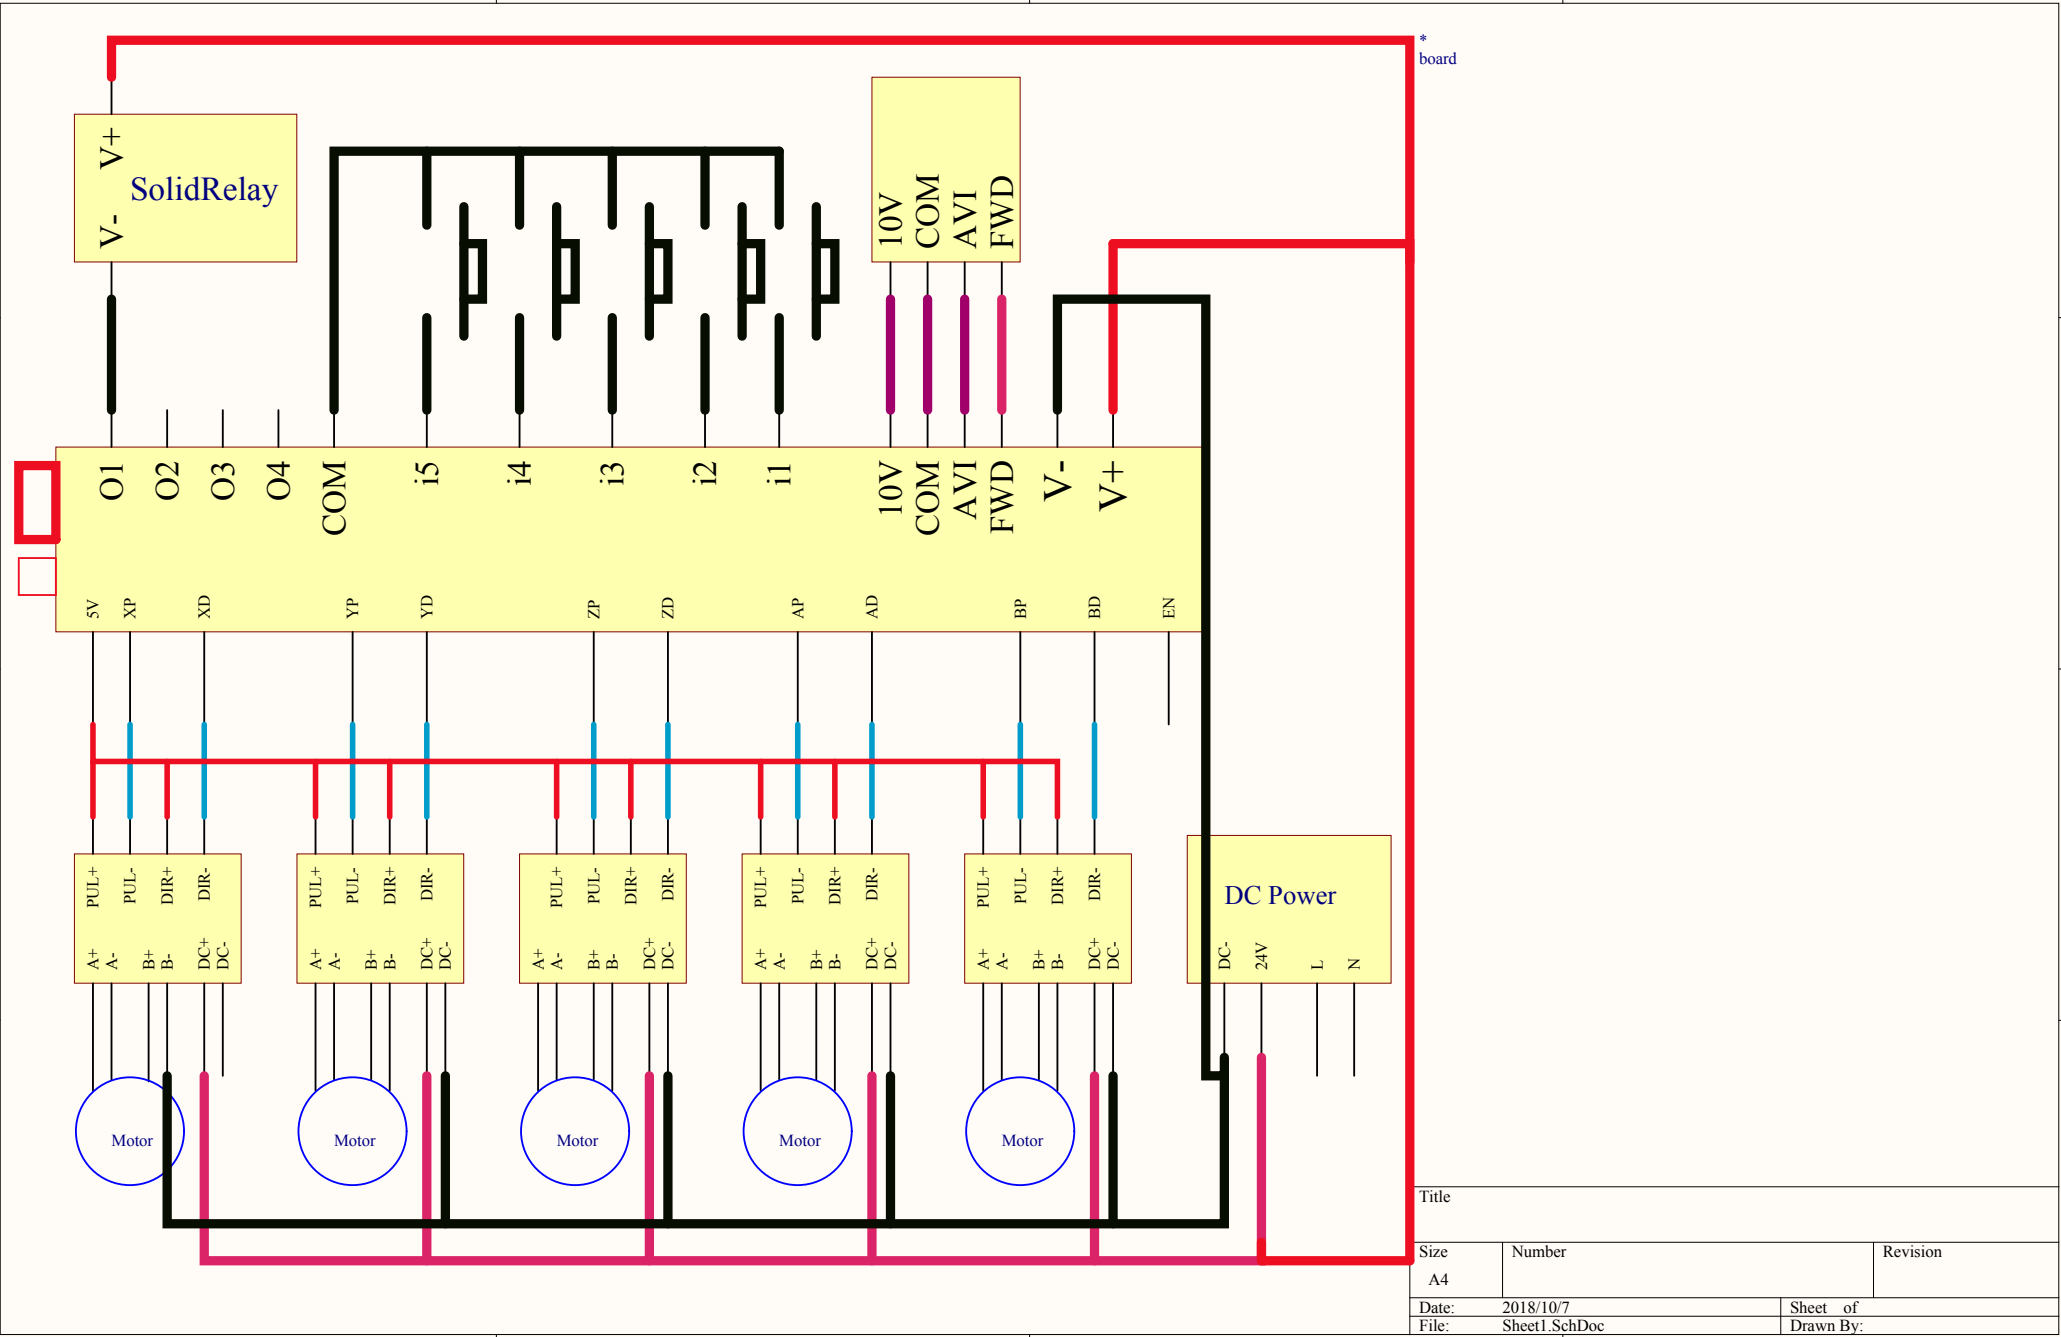 *
board
V+
SolidRelay
V-
10V
COM
AVI
FWD
O1
O2
O3
O4
COM
i5
i4
i3
i2
i1
10V
COM
AVI
FWD
V-
V+
5V
XP
XD
YP
YD
ZP
ZD
AP
AD
BP
BD
EN
PUL+
PUL-
DIR+
DIR-
PUL+
PUL-
DIR+
DIR-
PUL+
PUL-
DIR+
DIR-
PUL+
PUL-
DIR+
DIR-
PUL+
PUL-
DIR+
DIR-
DC Power
A+
A-
B+
B-
DC+
DC-
A+
A-
B+
B-
DC+
DC-
A+
A-
B+
B-
DC+
DC-
A+
A-
B+
B-
DC+
DC-
A+
A-
B+
B-
DC+
DC-
DC-
24V
L
N
Motor
Motor
Motor
Motor
Motor
Title
Size
Number
Revision
A4
Date: 2018/10/7
Sheet of
File: Sheet1.SchDoc
Drawn By: